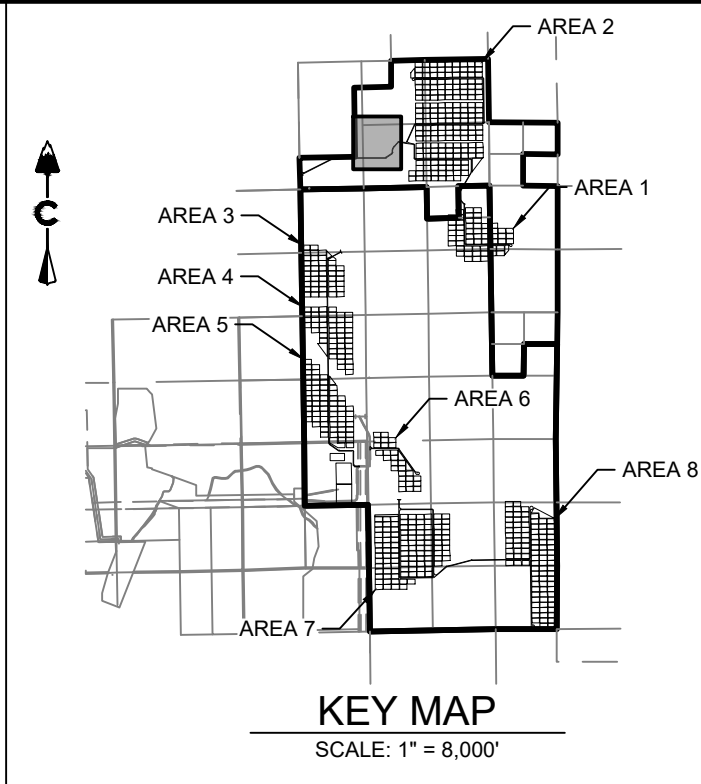 AREA 2
AREA 1
AREA 3
AREA 4
AREA 5
AREA 6
AREA 8
AREA 7
KEY MAP
SCALE: 1" = 8,000'